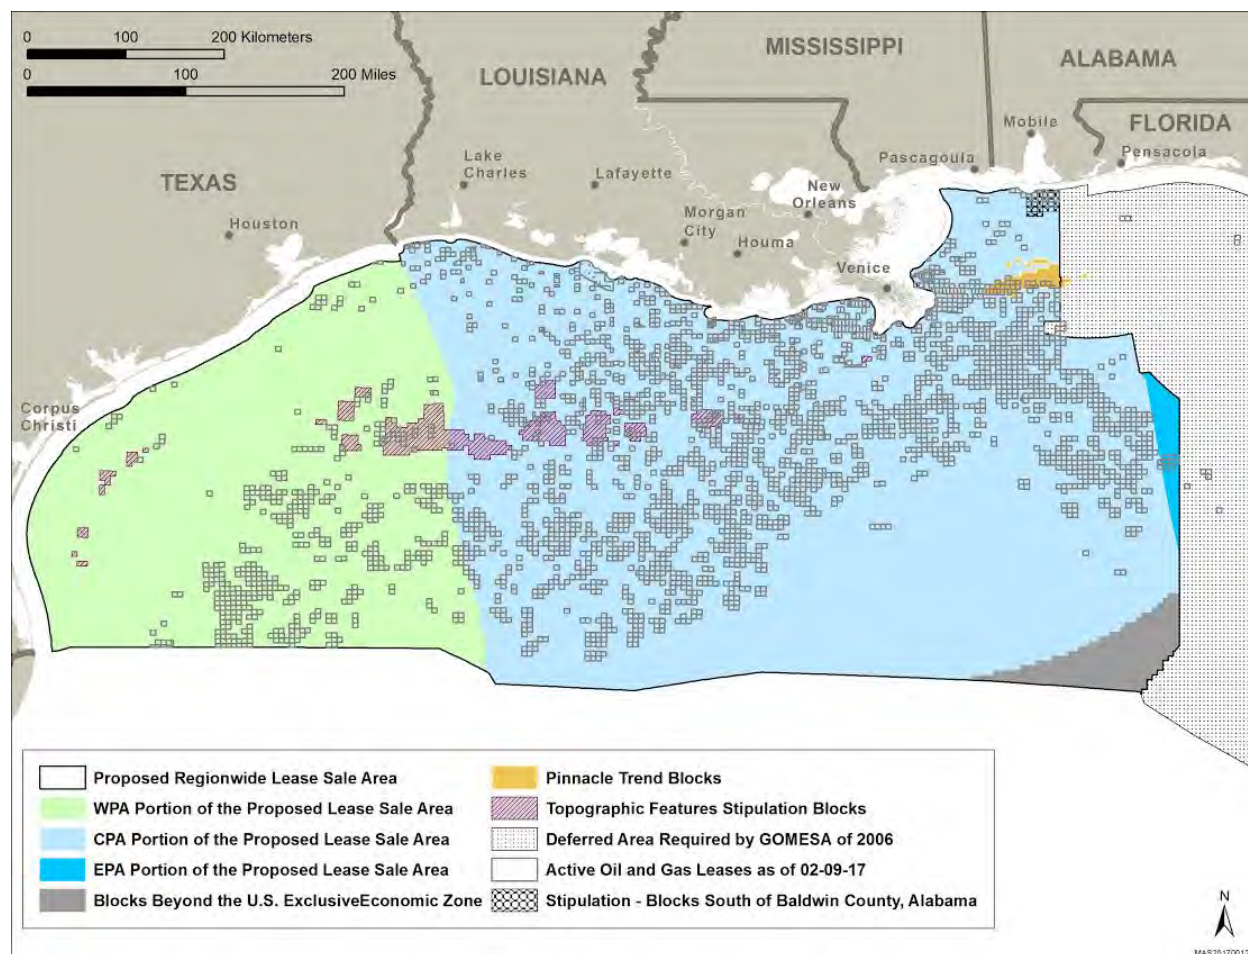 0 100 200 Kilometers
0 100 200 Miles
MISSISSIPPI
ALABAMA
LOUISIANA
Mobile
FLORIDA
Pascagoula
Pensacola
Lake
Charles
Lafayette
TEXAS
New
Orleans
Houston
Morgan
City
Houma
Venice
Corpus
Christi
Proposed Regionwide Lease Sale Area
WPA Portion of the Proposed Lease Sale Area
CPA Portion of the Proposed Lease Sale Area
EPA Portion of the Proposed Lease Sale Area
Blocks Beyond the U.S. ExclusiveEconomic Zone
Pinnacle Trend Blocks
Topographic Features Stipulation Blocks
Deferred Area Required by GOMESA of 2006
Active Oil and Gas Leases as of 02-09-17
Stipulation - Blocks South of Baldwin County, Alabama
N